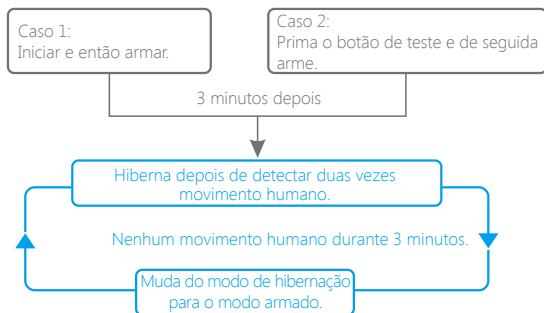 Caso 1:
Iniciar e então armar.
Caso 2:
Prima o botão de teste e de seguida
arme.
3 minutos depois
Hiberna depois de detectar duas vezes
movimento humano.
Nenhum movimento humano durante 3 minutos.
Muda do modo de hibernação
para o modo armado.